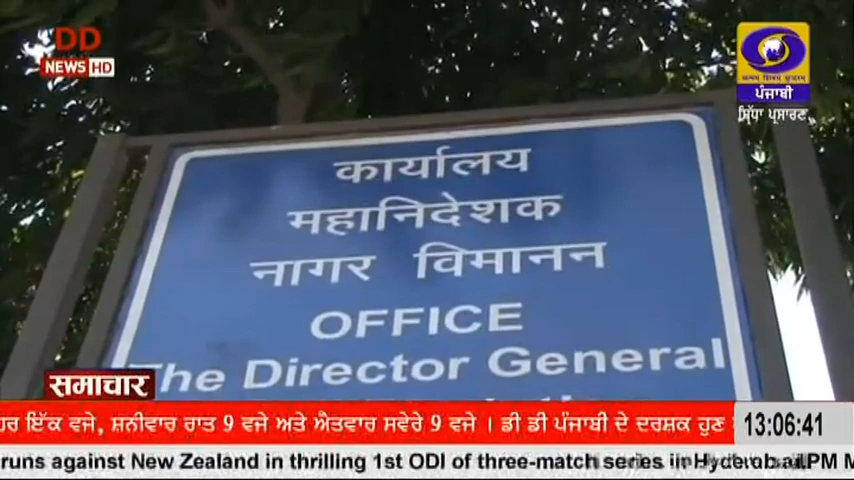 DD
NEWS HD
ਪੰਜਾਬੀ
ਸਿੱਧਾ ਪ੍ਰਸਾਰਣ
कार्यालय
महानिदेशक
नागर विमानन
OFFICE
The Director General
समाचार
ਇੱਕ ਵਜੇ, ਸ਼ਨੀਵਾਰ ਰਾਤ 9 ਵਜੇ ਅਤੇ ਐਤਵਾਰ ਸਵੇਰੇ 9 ਵਜੇ । ਡੀ ਡੀ ਪੰਜਾਬੀ ਦੇ ਦਰਸ਼ਕ ਹੁਣ
13:06:41
runs against New Zealand in thrilling 1st ODI of three-match series in